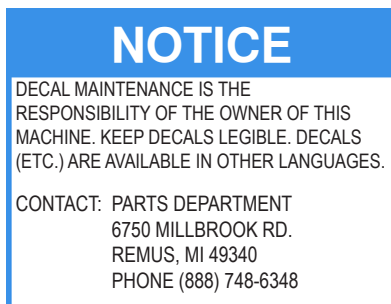 NOTICE
DECAL MAINTENANCE IS THE
RESPONSIBILITY OF THE OWNER OF THIS
MACHINE. KEEP DECALS LEGIBLE. DECALS
(ETC.) ARE AVAILABLE IN OTHER LANGUAGES.
CONTACT: PARTS DEPARTMENT
6750 MILLBROOK RD.
REMUS, MI 49340
PHONE (888) 748-6348